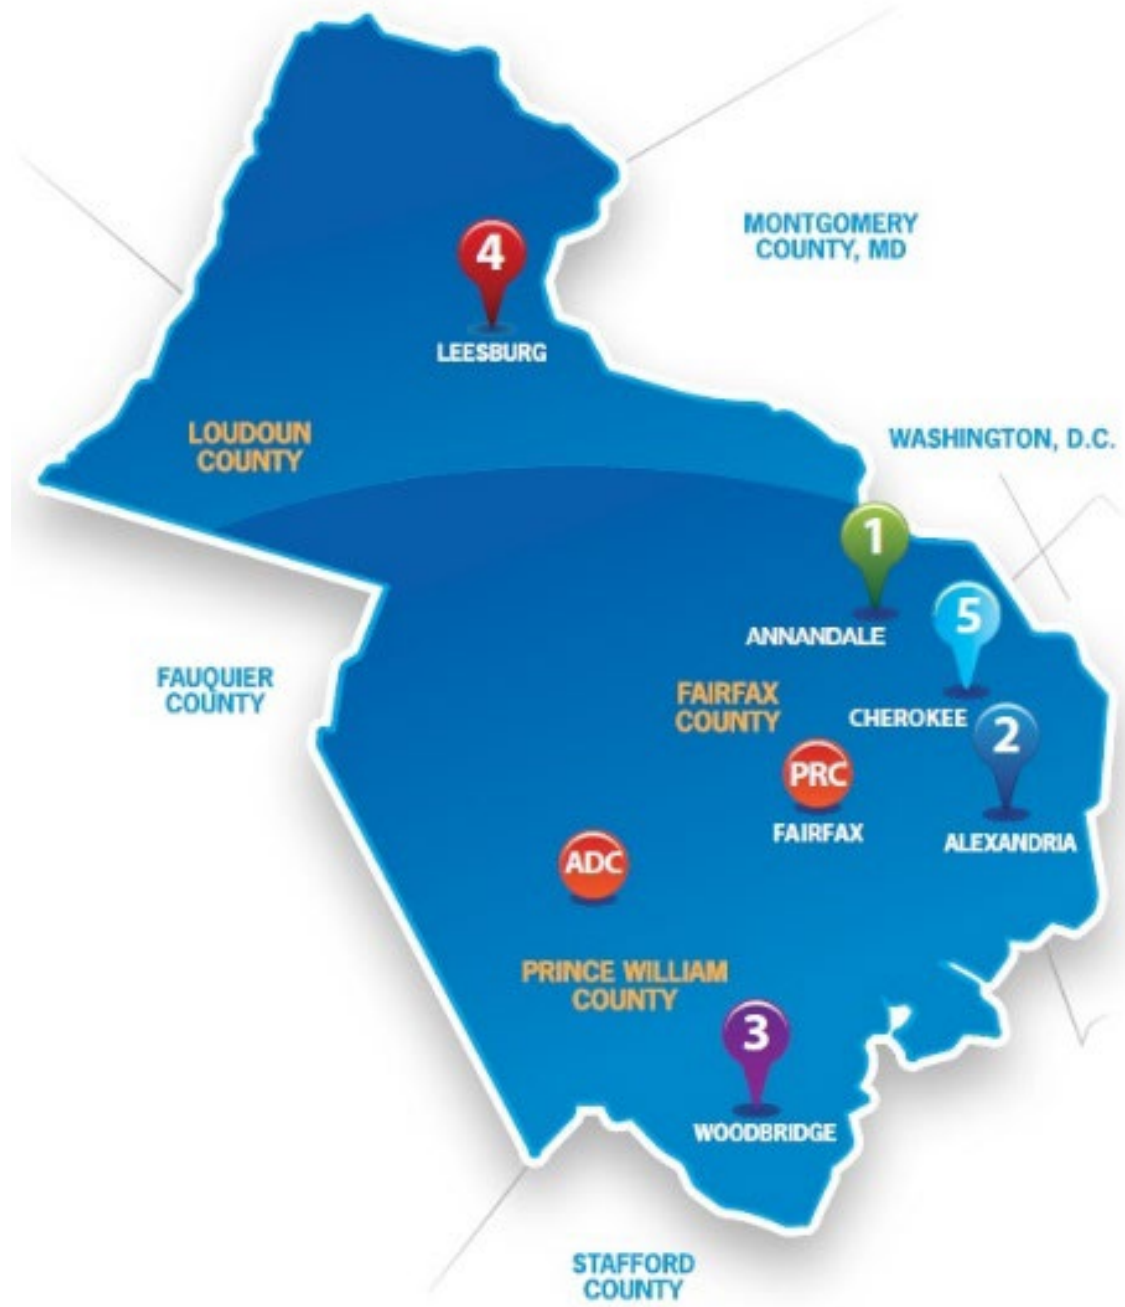 MONTGOMERY
COUNTY, MD
4
LEESBURG
LOUDOUN
COUNTY
WASHINGTON, D.C.
1
ANNANDALE
5
CHEROKEE
FAUQUIER
COUNTY
FAIRFAX
COUNTY
2
ALEXANDRIA
PRC
FAIRFAX
ADC
PRINCE WILLIAM
COUNTY
3
WOODBRIDGE
STAFFORD
COUNTY